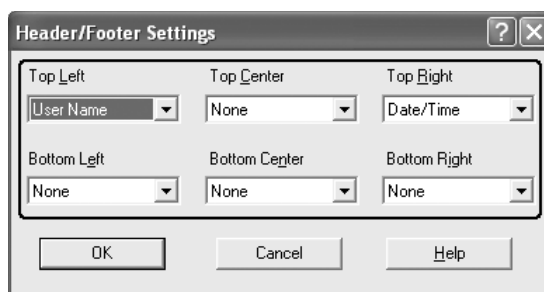 Header/Footer Settings
Top Left Top Center Top Right
User Name None Date/Time
Bottom Left Bottom Center Bottom Right
None None None
OK Cancel Help